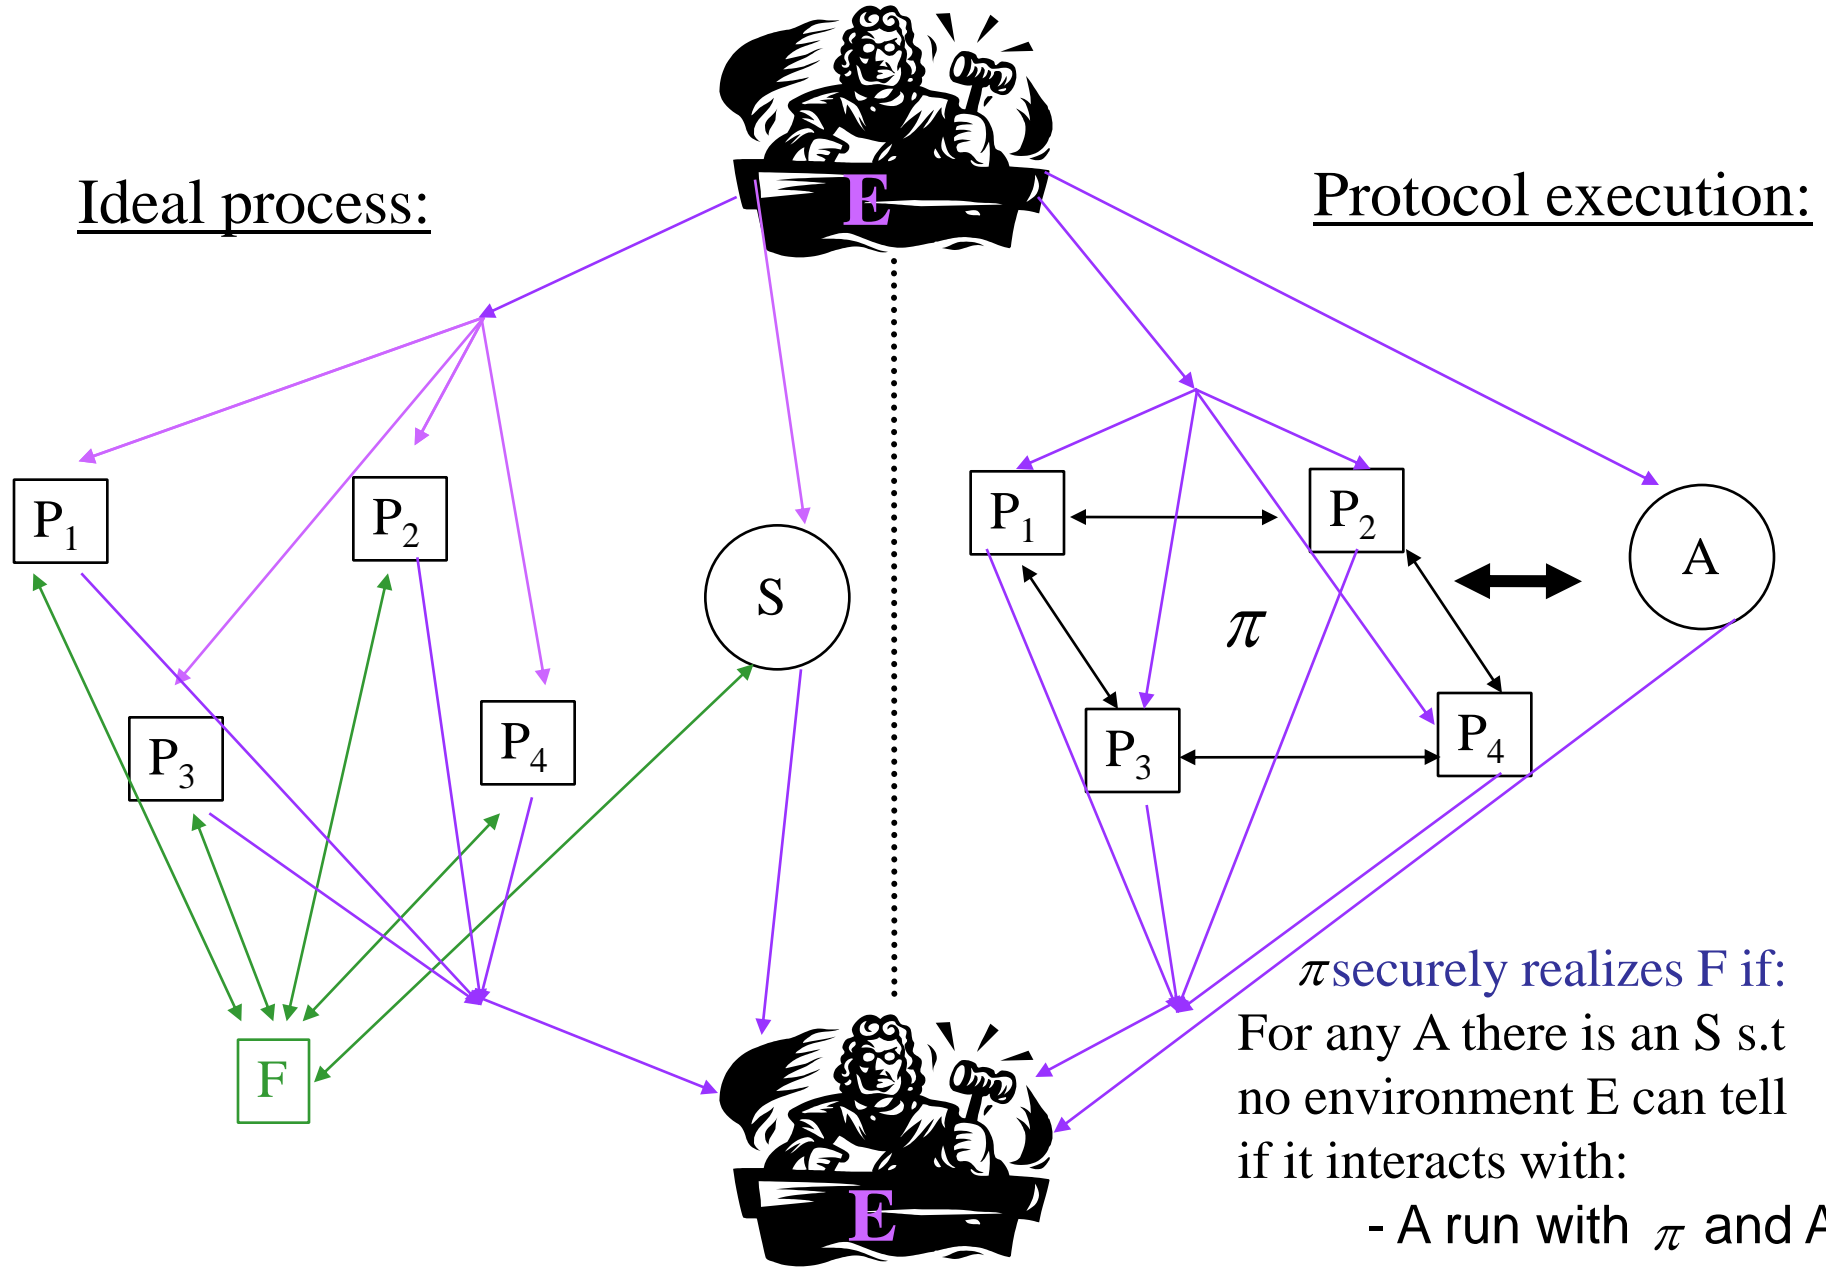 E
Ideal process:
Protocol execution:
P1
P2
S
P3
P4
F
P1
P2
A
π
P3
P4
π securely realizes F if:
For any A there is an S s.t
no environment E can tell
if it interacts with:
- A run with π and A
E